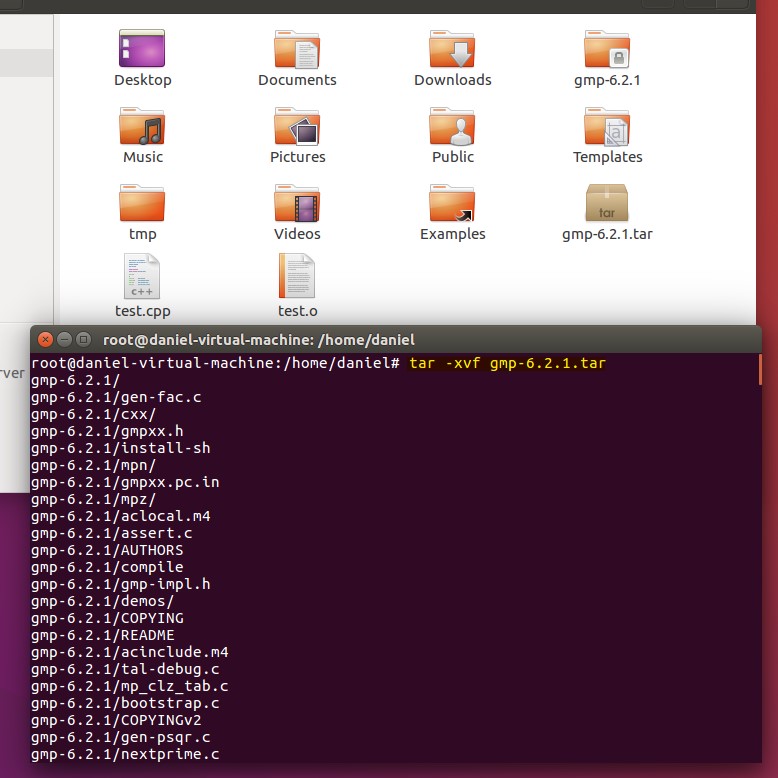 Desktop
Documents
Downloads
gmp-6.2.1
Music
Pictures
Public
Templates
tmp
Videos
Examples
tar
gmp-6.2.1.tar
c++
test.cpp
test.o
rver
root@daniel-virtual-machine: /home/daniel
root@daniel-virtual-machine:/home/daniel# tar -xvf gmp-6.2.1.tar
gmp-6.2.1/
gmp-6.2.1/gen-fac.c
gmp-6.2.1/cxx/
gmp-6.2.1/gmpxx.h
gmp-6.2.1/install-sh
gmp-6.2.1/mpn/
gmp-6.2.1/gmpxx.pc.in
gmp-6.2.1/mpz/
gmp-6.2.1/aclocal.m4
gmp-6.2.1/assert.c
gmp-6.2.1/AUTHORS
gmp-6.2.1/compile
gmp-6.2.1/gmp-impl.h
gmp-6.2.1/demos/
gmp-6.2.1/COPYING
gmp-6.2.1/README
gmp-6.2.1/acinclude.m4
gmp-6.2.1/tal-debug.c
gmp-6.2.1/mp_clz_tab.c
gmp-6.2.1/bootstrap.c
gmp-6.2.1/COPYINGv2
gmp-6.2.1/gen-psqr.c
gmp-6.2.1/nextprime.c